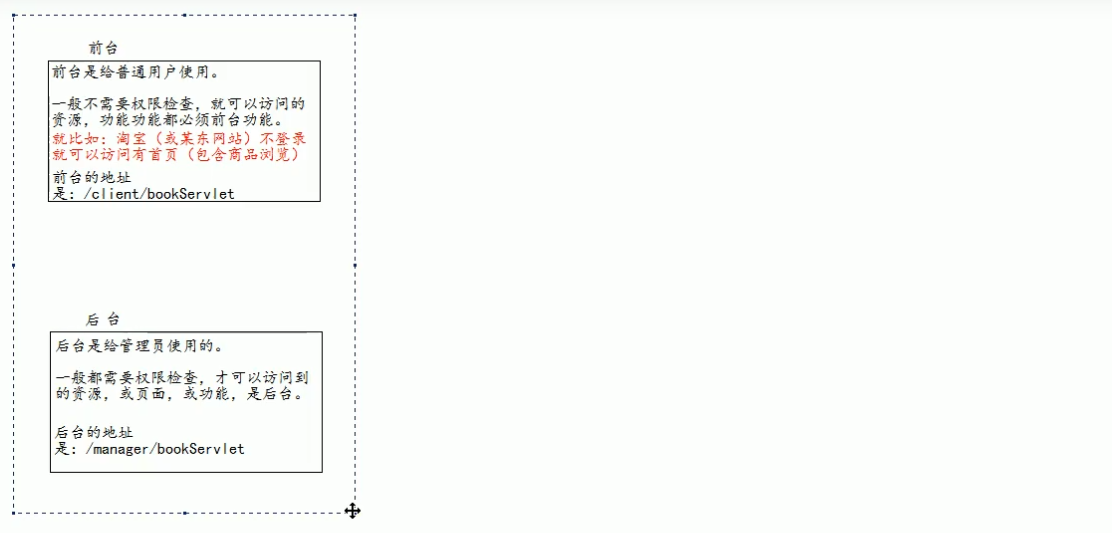 前台
前台是给普通用户使用。
一般不需要权限检查，就可以访问的
资源，功能功能都必须前台功能。
就比如：淘宝（或某东网站）不登录
就可以访问有首页（包含商品浏览）
前台的地址
是：/client/bookServlet
后 台
后台是给管理员使用的。
一般都需要权限检查，才可以访问到
的资源，或页面，或功能，是后台。
后台的地址
是：/manager/bookServlet